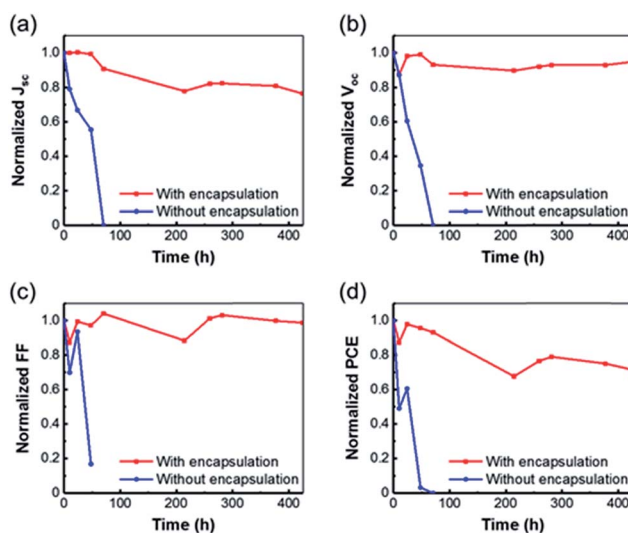 (a)
Normalized Jsc
1.0
0.8
0.6
0.4
0.2
0
With encapsulation
Without encapsulation
0 100 200 300 400
Time (h)
(b)
Normalized Voc
1.0
0.8
0.6
0.4
0.2
0
With encapsulation
Without encapsulation
0 100 200 300 400
Time (h)
(c)
Normalized FF
1.0
0.8
0.6
0.4
0.2
0
With encapsulation
Without encapsulation
0 100 200 300 400
Time (h)
(d)
Normalized PCE
1.0
0.8
0.6
0.4
0.2
0
With encapsulation
Without encapsulation
0 100 200 300 400
Time (h)